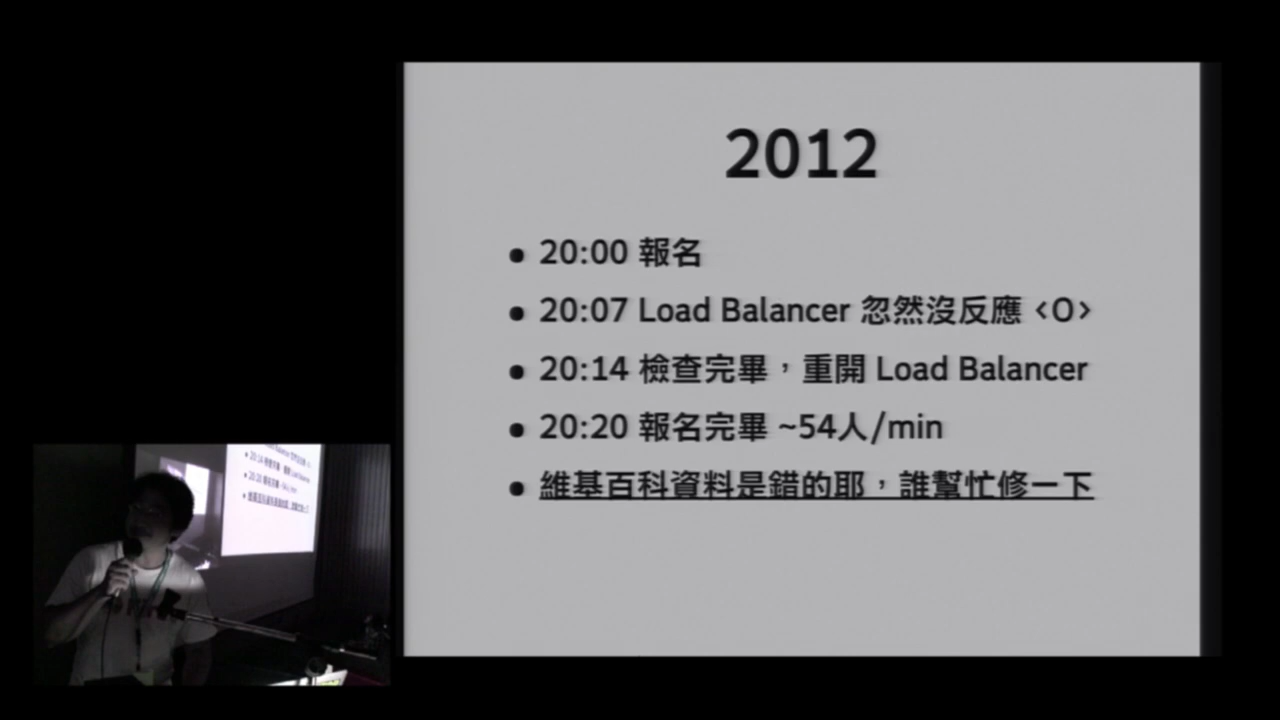 2012
20:00 報名
20:07 Load Balancer 忽然沒反應 <O>
20:14 檢查完畢，重開 Load Balancer
20:20 報名完畢 ~54人/min
維基百科資料是錯的耶，誰幫忙修一下